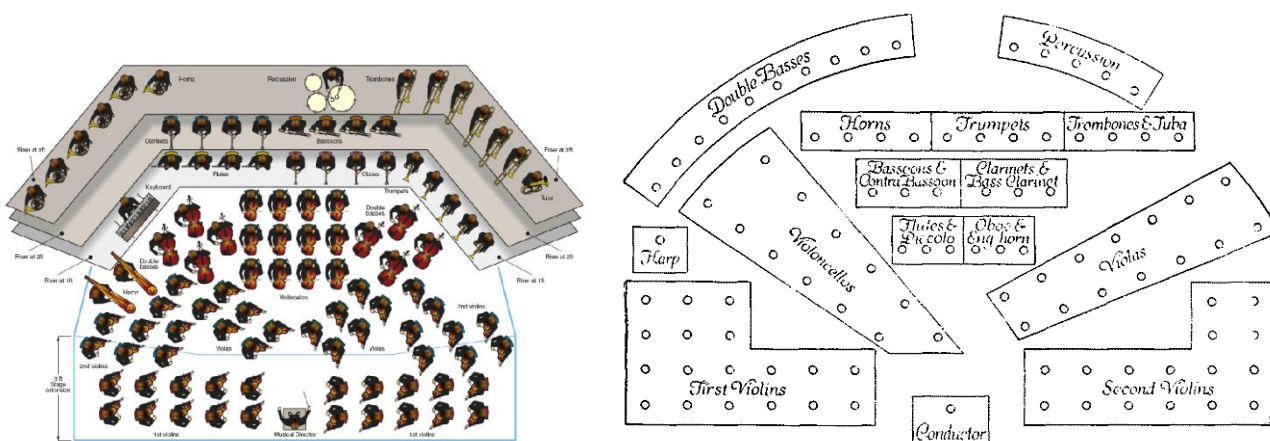 Horns
Percussion
Trombones
Clarinets
Bassoons
Riser at 3ft
Riser at 3ft
Flutes
Oboes
Keyboard
Trumpets
Tuba
Double
basses
Riser at 2ft
Riser at 2ft
Double
basses
Riser at 1ft
Riser at 1ft
Harps
Violoncellos
2nd violins
Violas
Violas
2nd violins
Stage
extension
1st violins
Musical Director
1st violins
Double Basses
Percussion
Horns
Trumpets
Trombones & Tuba
Bassoons &
Contra Bassoon
Clarinets &
Bass Clarinet
Flutes &
Piccolo
Oboe &
Eng horn
Harp
Violoncellos
Violas
First Violins
Second Violins
Conductor